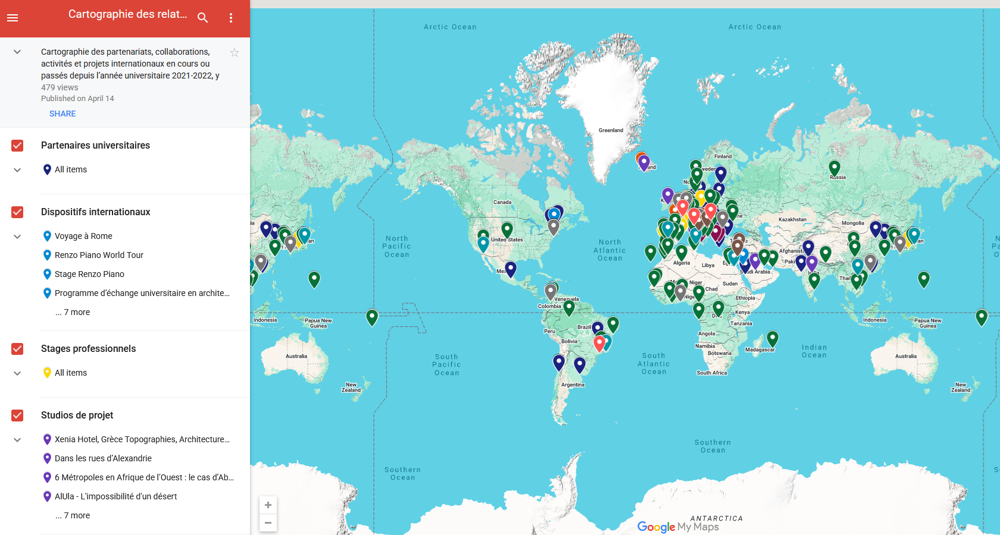 Cartographie des relat...
Cartographie des partenariats, collaborations,
activités et projets internationaux en cours ou
passés depuis l'année universitaire 2021-2022, y
479 views
Published on April 14
SHARE
Partenaires universitaires
All items
Dispositifs internationaux
Voyage à Rome
Renzo Piano World Tour
Stage Renzo Piano
Programme d'échange universitaire en archite...
... 7 more
Stages professionnels
All items
Studios de projet
Xenia Hotel, Grèce Topographies, Architecture...
Dans les rues d'Alexandrie
6 Métropoles en Afrique de l'Ouest : le cas d'Ab...
AlUla - L'impossibilité d'un désert
... 7 more
Arctic Ocean
Arctic Ocean
Greenland
Finland
Russia
Canada
Kazakhstan
Mongolia
United States
North
Pacific
Ocean
North
Atlantic
Ocean
Algeria
Libya
Saudi Arabia
Niger
Chad
Sudan
Ethiopia
Venezuela
Colombia
Kenya
Tanzania
Indonesia
Papua New
Guinea
Indonesia
Papua New
Guinea
Peru
Brazil
Bolivia
Angola
Namibia
Botswana
Madagascar
Indian
Ocean
Australia
South
Pacific
Ocean
South
Atlantic
Ocean
Australia
South Africa
Argentina
New
Zealand
New
Zealand
Southern
Ocean
Southern
Ocean
ANTARCTICA
Google My Maps